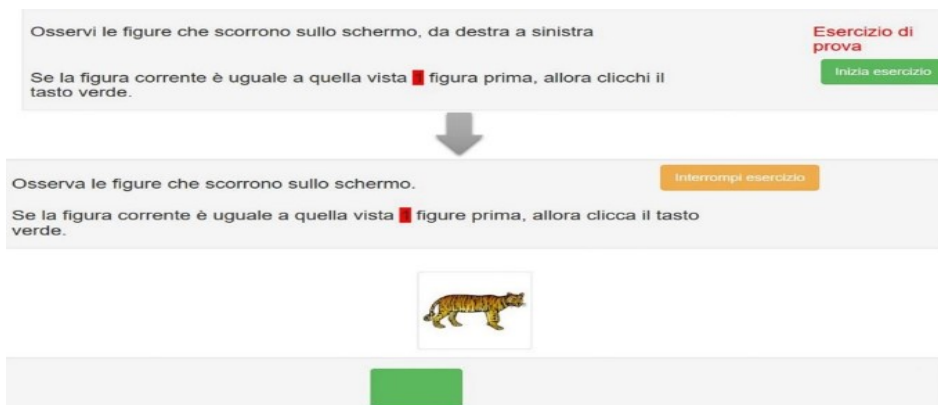 Osservi le figure che scorrono sullo schermo, da destra a sinistra
Esercizio di
prova
Se la figura corrente è uguale a quella vista 1 figura prima, allora clicchi il
tasto verde.
Inizia esercizio
Interrompi esercizio
Osserva le figure che scorrono sullo schermo.
Se la figura corrente è uguale a quella vista 1 figure prima, allora clicca il tasto
verde.